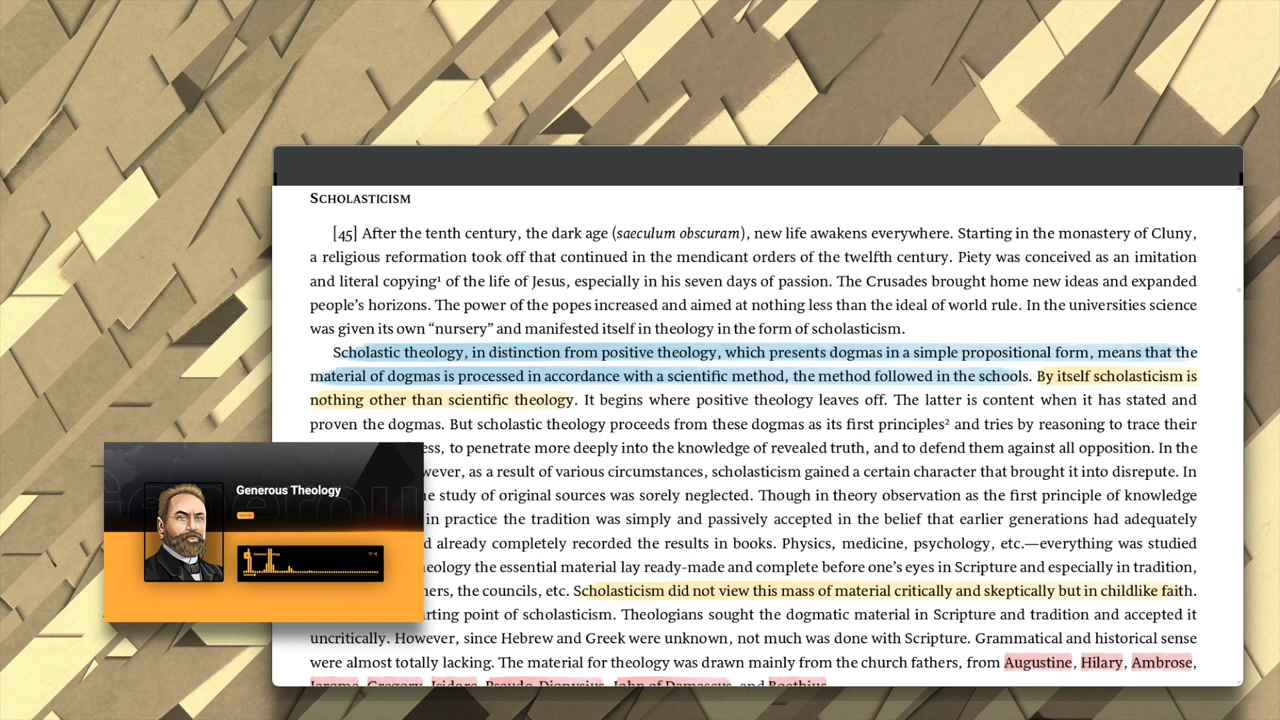 SCHOLASTICISM
[45] After the tenth century, the dark age (saeculum obscuram), new life awakens everywhere. Starting in the monastery of Cluny,
a religious reformation took off that continued in the mendicant orders of the twelfth century. Piety was conceived as an imitation
and literal copying¹ of the life of Jesus, especially in his seven days of passion. The Crusades brought home new ideas and expanded
people’s horizons. The power of the popes increased and aimed at nothing less than the ideal of world rule. In the universities science
was given its own “nursery” and manifested itself in theology in the form of scholasticism.
Scholastic theology, in distinction from positive theology, which presents dogmas in a simple propositional form, means that the
material of dogmas is processed in accordance with a scientific method, the method followed in the schools. By itself scholasticism is
nothing other than scientific theology. It begins where positive theology leaves off. The latter is content when it has stated and
proven the dogmas. But scholastic theology proceeds from these dogmas as its first principles² and tries by reasoning to trace their
ess, to penetrate more deeply into the knowledge of revealed truth, and to defend them against all opposition. In the
wever, as a result of various circumstances, scholasticism gained a certain character that brought it into disrepute. In
e study of original sources was sorely neglected. Though in theory observation as the first principle of knowledge
in practice the tradition was simply and passively accepted in the belief that earlier generations had adequately
d already completely recorded the results in books. Physics, medicine, psychology, etc.—everything was studied
eology the essential material lay ready-made and complete before one’s eyes in Scripture and especially in tradition,
hers, the councils, etc. Scholasticism did not view this mass of material critically and skeptically but in childlike faith.
rting point of scholasticism. Theologians sought the dogmatic material in Scripture and tradition and accepted it
uncritically. However, since Hebrew and Greek were unknown, not much was done with Scripture. Grammatical and historical sense
were almost totally lacking. The material for theology was drawn mainly from the church fathers, from Augustine, Hilary, Ambrose,
Jerome, Gregory, Isidore, Pseudo-Dionysius, John of Damascus, and Boethius.
Generous Theology
Generous Theology